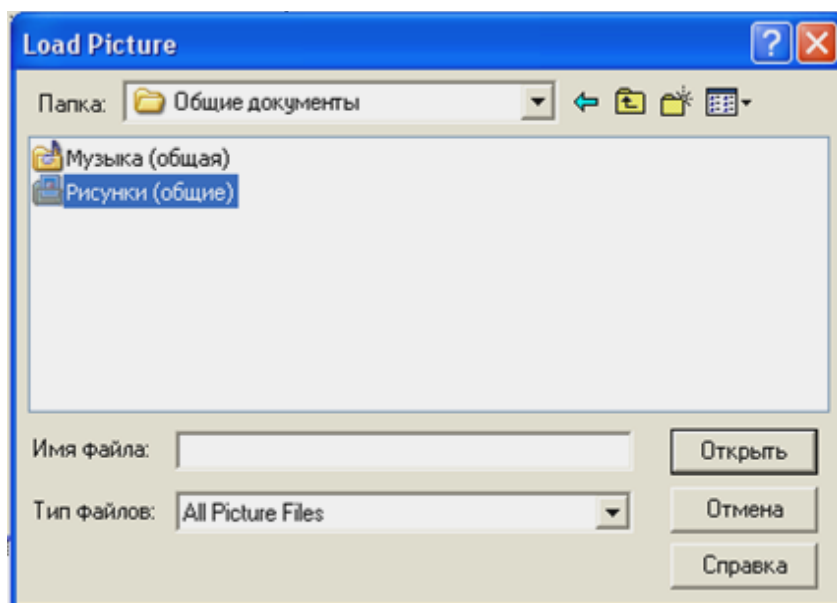 Load Picture
Папка: Общие документы
Музыка (общая)
Рисунки (общие)
Имя файла:
Открыть
Тип файлов: All Picture Files
Отмена
Справка